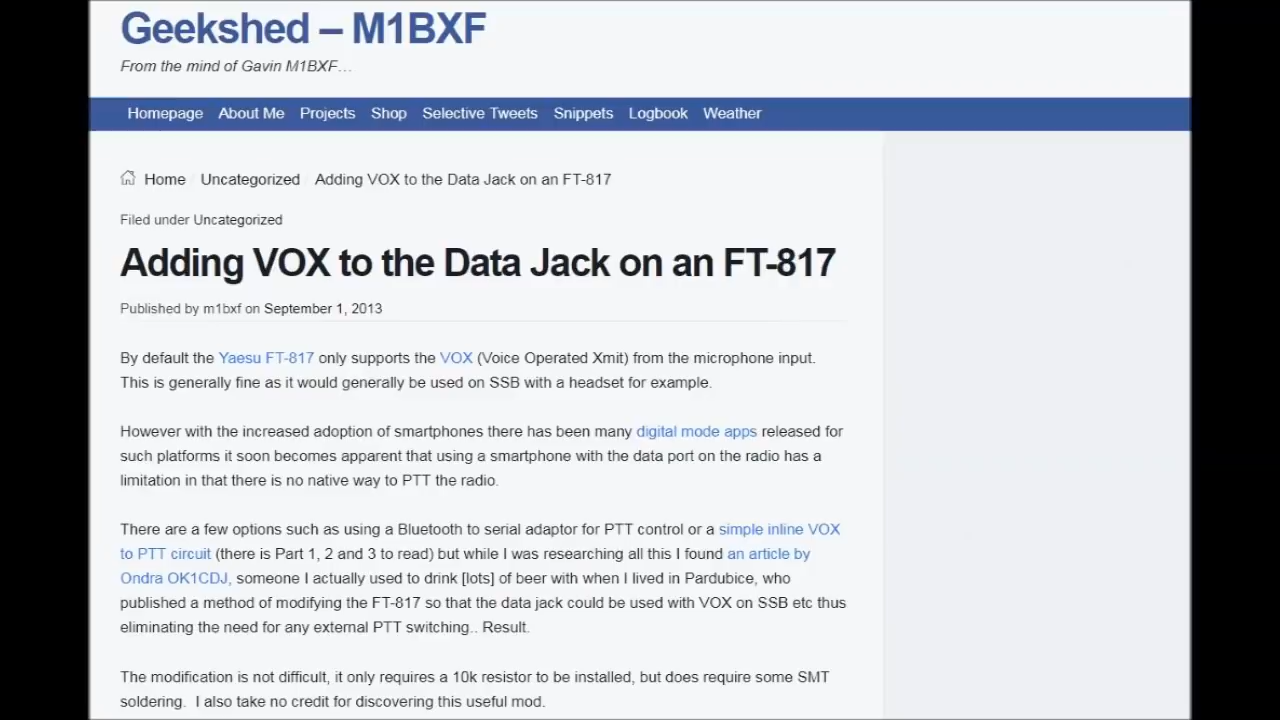 Geekshed – M1BXF
From the mind of Gavin M1BXF…
Homepage About Me Projects Shop Selective Tweets Snippets Logbook Weather
Home Uncategorized Adding VOX to the Data Jack on an FT-817
Filed under Uncategorized
Adding VOX to the Data Jack on an FT-817
Published by m1bxf on September 1, 2013
By default the Yaesu FT-817 only supports the VOX (Voice Operated Xmit) from the microphone input.
This is generally fine as it would generally be used on SSB with a headset for example.
However with the increased adoption of smartphones there has been many digital mode apps released for
such platforms it soon becomes apparent that using a smartphone with the data port on the radio has a
limitation in that there is no native way to PTT the radio.
There are a few options such as using a Bluetooth to serial adaptor for PTT control or a simple inline VOX
to PTT circuit (there is Part 1, 2 and 3 to read) but while I was researching all this I found an article by
Ondra OK1CDJ, someone I actually used to drink [lots] of beer with when I lived in Pardubice, who
published a method of modifying the FT-817 so that the data jack could be used with VOX on SSB etc thus
eliminating the need for any external PTT switching.. Result.
The modification is not difficult, it only requires a 10k resistor to be installed, but does require some SMT
soldering.  I also take no credit for discovering this useful mod.